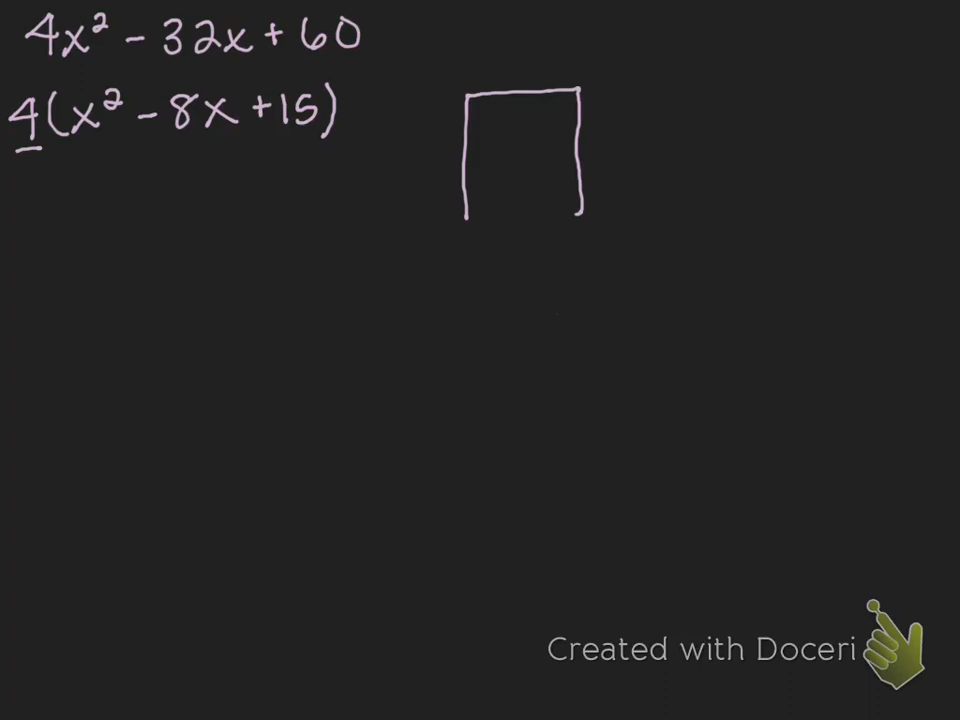 4x² - 32x + 60
4(x² - 8x + 15)
Created with Doceri